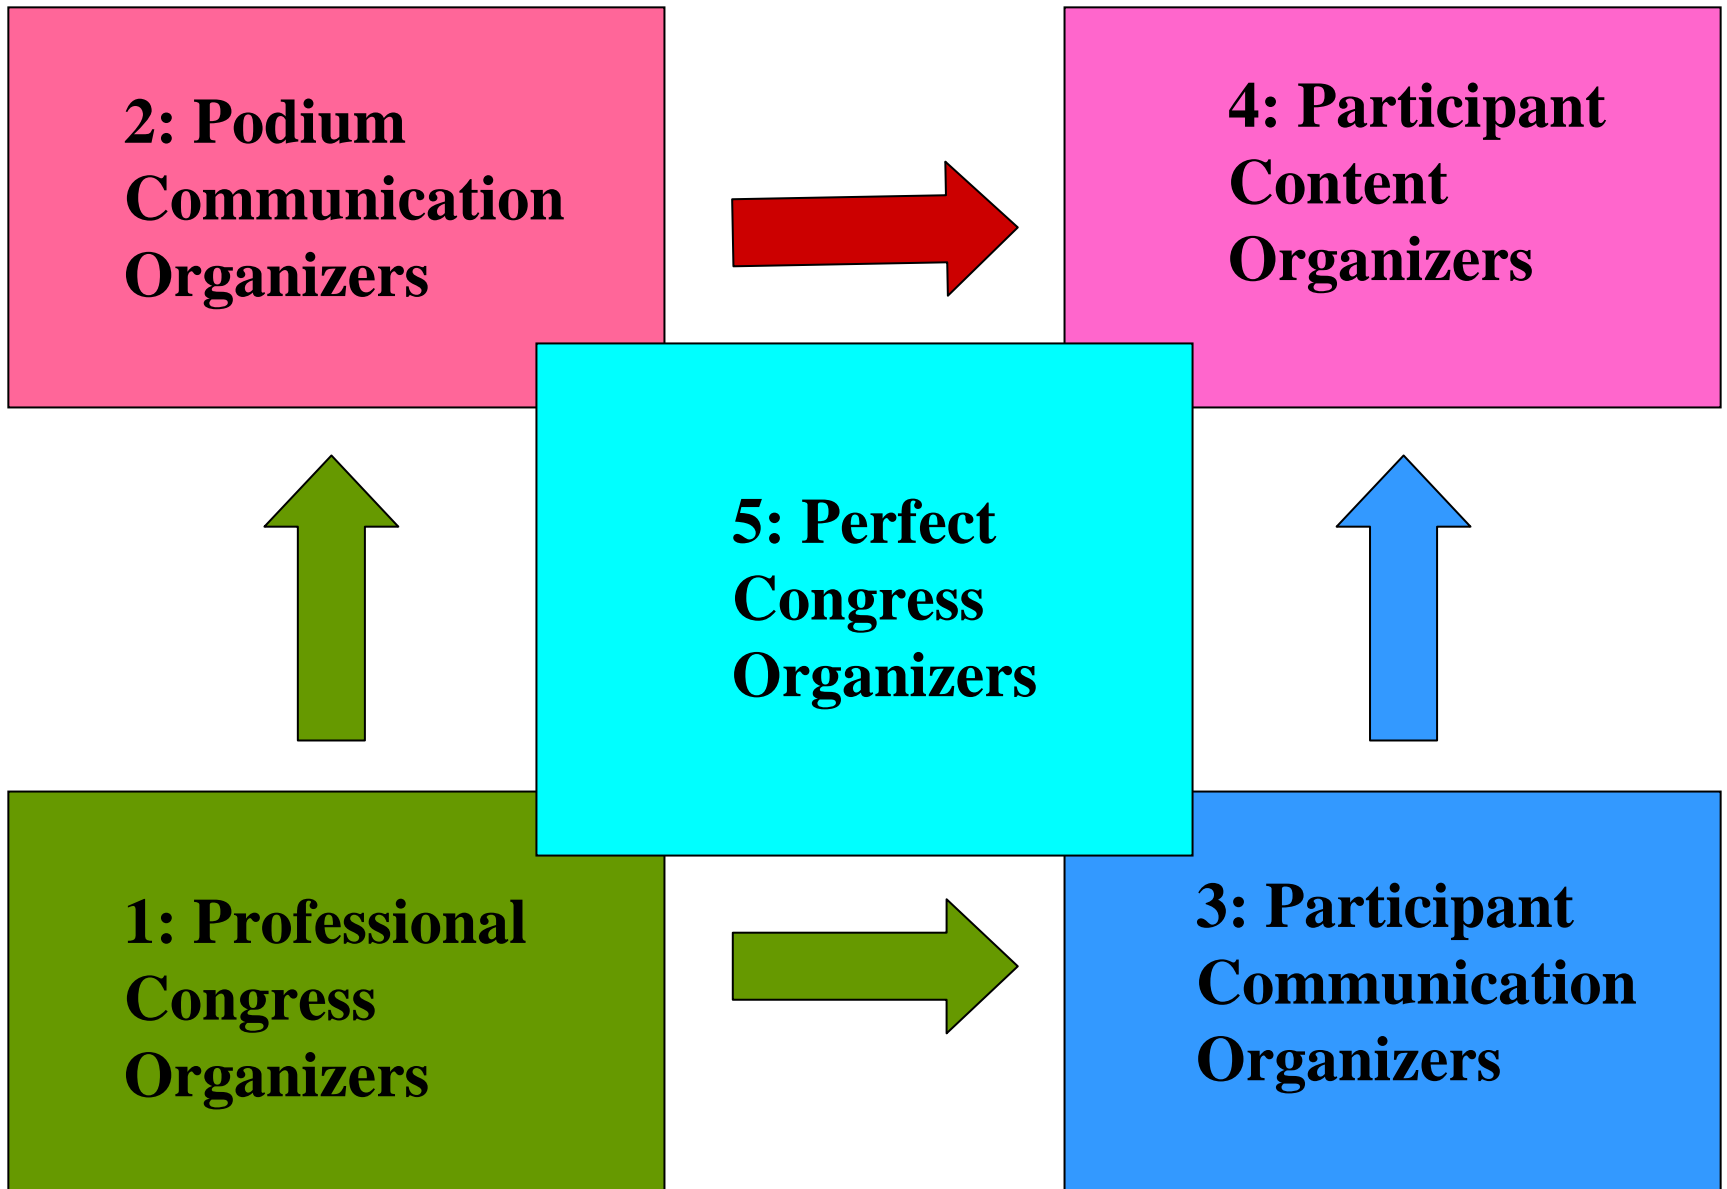 2: Podium
Communication
Organizers
4: Participant
Content
Organizers
5: Perfect
Congress
Organizers
1: Professional
Congress
Organizers
3: Participant
Communication
Organizers